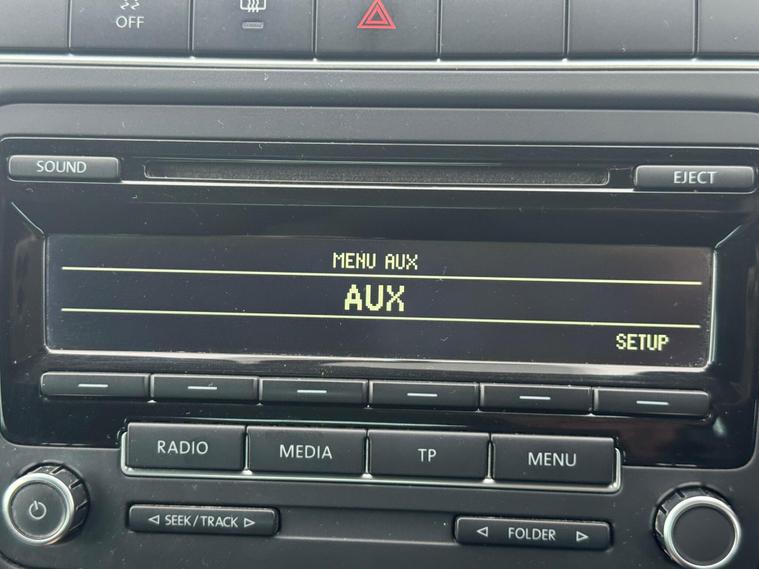 OFF
SOUND
EJECT
MENU AUX
AUX
SETUP
RADIO
MEDIA
TP
MENU
SEEK / TRACK
FOLDER